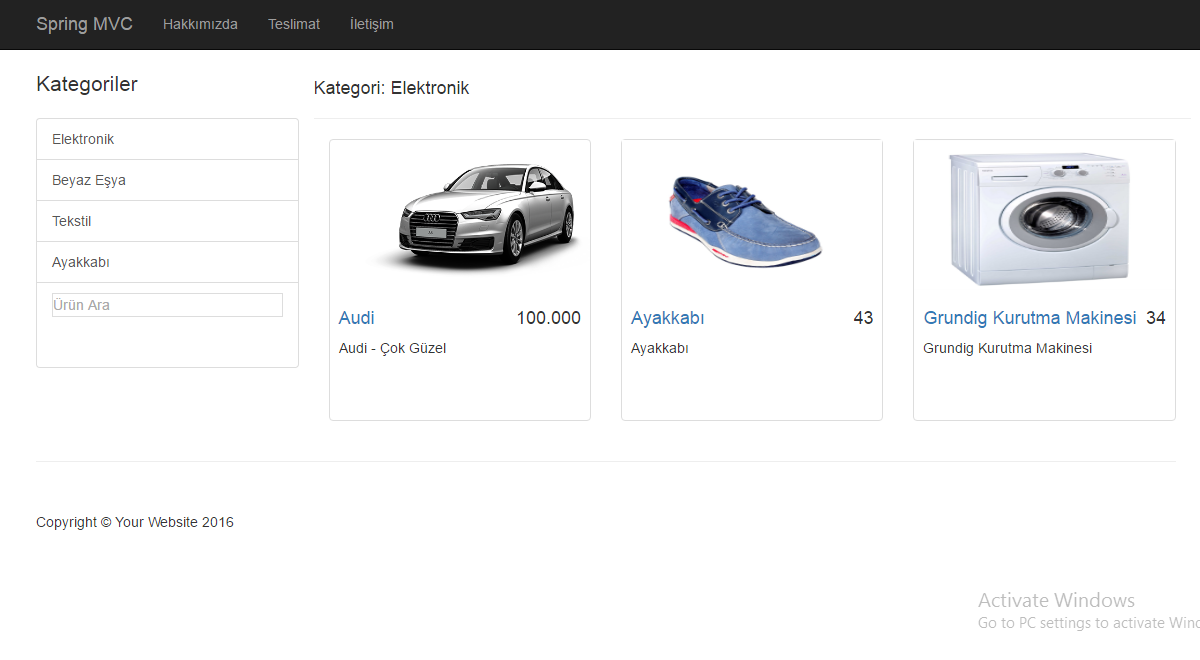 Spring MVC Hakkımızda Teslimat İletişim
Kategoriler
Elektronik
Beyaz Eşya
Tekstil
Ayakkabı
Ürün Ara
Kategori: Elektronik
Audi 100.000
Audi - Çok Güzel
Ayakkabı 43
Ayakkabı
Grundig Kurutma Makinesi 34
Grundig Kurutma Makinesi
Copyright © Your Website 2016
Activate Windows
Go to PC settings to activate Wind